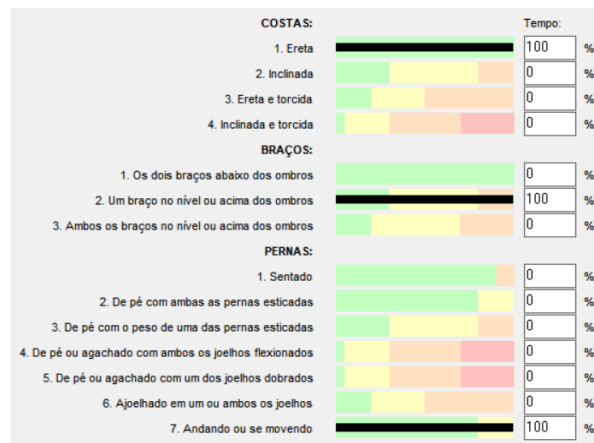 COSTAS: Tempo:
1. Ereta 100 %
2. Inclinada 0 %
3. Ereta e torcida 0 %
4. Inclinada e torcida 0 %
BRAÇOS:
1. Os dois braços abaixo dos ombros 0 %
2. Um braço no nível ou acima dos ombros 100 %
3. Ambos os braços no nível ou acima dos ombros 0 %
PERNAS:
1. Sentado 0 %
2. De pé com ambas as pernas esticadas 0 %
3. De pé com o peso de uma das pernas esticadas 0 %
4. De pé ou agachado com ambos os joelhos flexionados 0 %
5. De pé ou agachado com um dos joelhos dobrados 0 %
6. Ajoelhado em um ou ambos os joelhos 0 %
7. Andando ou se movendo 100 %